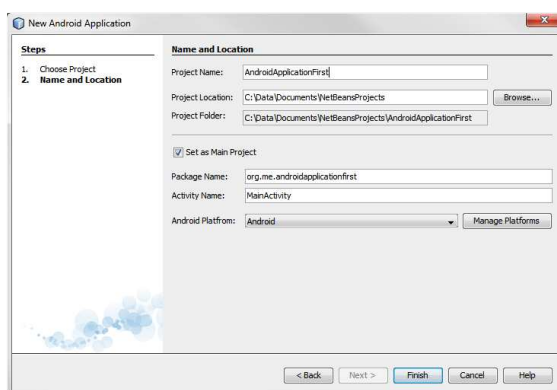 New Android Application
Steps
1. Choose Project
2. Name and Location
Name and Location
Project Name: AndroidApplicationFirst
Project Location: C:\Data\Documents\NetBeansProjects Browse...
Project Folder: C:\Data\Documents\NetBeansProjects\AndroidApplicationFirst
Set as Main Project
Package Name: org.me.androidapplicationfirst
Activity Name: MainActivity
Android Platfrom: Android Manage Platforms
< Back Next > Finish Cancel Help